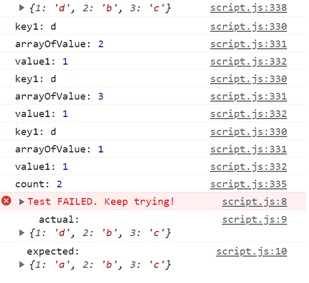 ▶ {1: 'd', 2: 'b', 3: 'c'} script.js:338
key1: d script.js:330
arrayOfValue: 2 script.js:331
value1: 1 script.js:332
key1: d script.js:330
arrayOfValue: 3 script.js:331
value1: 1 script.js:332
key1: d script.js:330
arrayOfValue: 1 script.js:331
value1: 1 script.js:332
count: 2 script.js:335
▶ Test FAILED. Keep trying! script.js:8
actual: script.js:9
▶ {1: 'd', 2: 'b', 3: 'c'}
expected: script.js:10
▶ {1: 'a', 2: 'b', 3: 'c'}